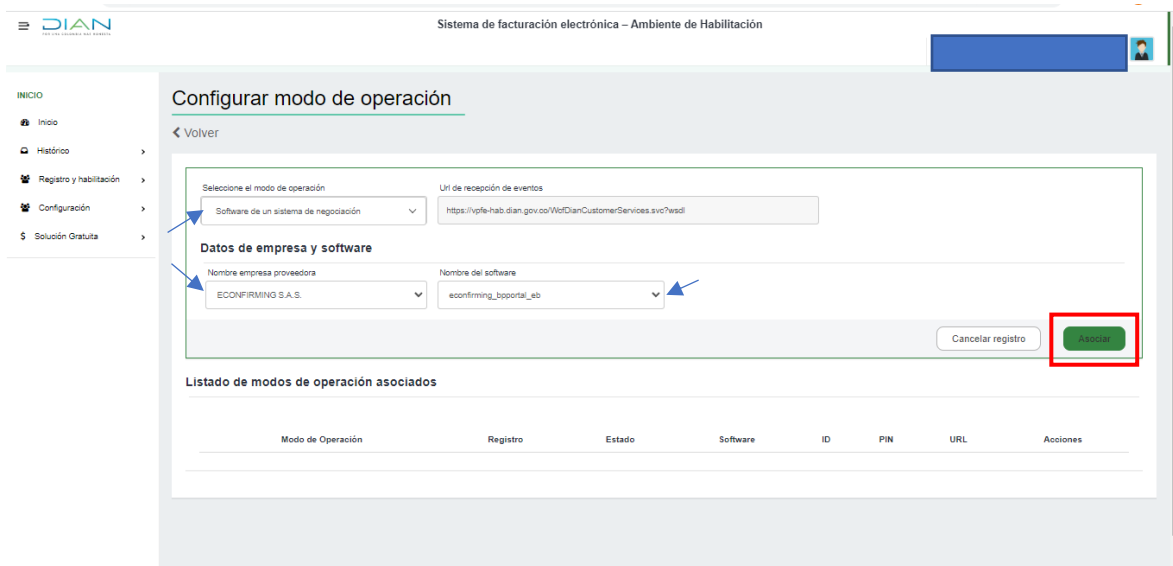 DIAN
Sistema de facturación electrónica – Ambiente de Habilitación
INICIO
Inicio
Histórico
Registro y habilitación
Configuración
$ Solución Gratuita
Configurar modo de operación
Volver
Seleccione el modo de operación
Url de recepción de eventos
Software de un sistema de negociación
https://vpfe-hab.dian.gov.co/WcfDianCustomerServices.svc?wsdl
Datos de empresa y software
Nombre empresa proveedora
Nombre del software
ECONFIRMING S.A.S.
econfirming_bpportal_eb
Cancelar registro
Asociar
Listado de modos de operación asociados
Modo de Operación Registro Estado Software ID PIN URL Acciones